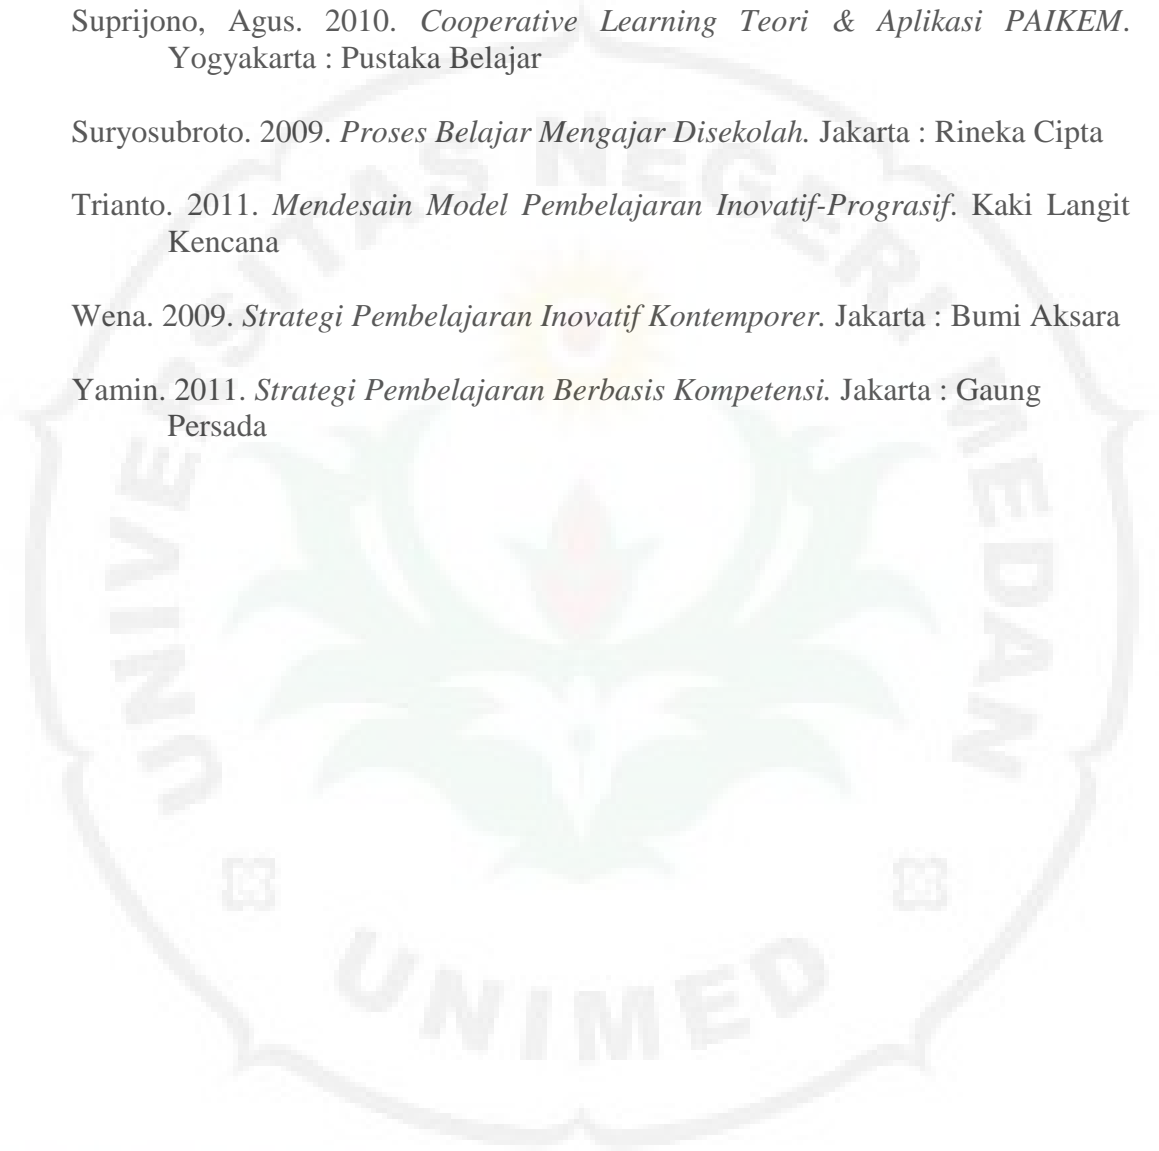 Suprijono, Agus. 2010. Cooperative Learning Teori & Aplikasi PAIKEM.
Yogyakarta : Pustaka Belajar
Suryosubroto. 2009. Proses Belajar Mengajar Disekolah. Jakarta : Rineka Cipta
Trianto. 2011. Mendesain Model Pembelajaran Inovatif-Prograsif. Kaki Langit
Kencana
Wena. 2009. Strategi Pembelajaran Inovatif Kontemporer. Jakarta : Bumi Aksara
Yamin. 2011. Strategi Pembelajaran Berbasis Kompetensi. Jakarta : Gaung
Persada
UNIVERSITAS NEGERI MEDAN
UNIMED